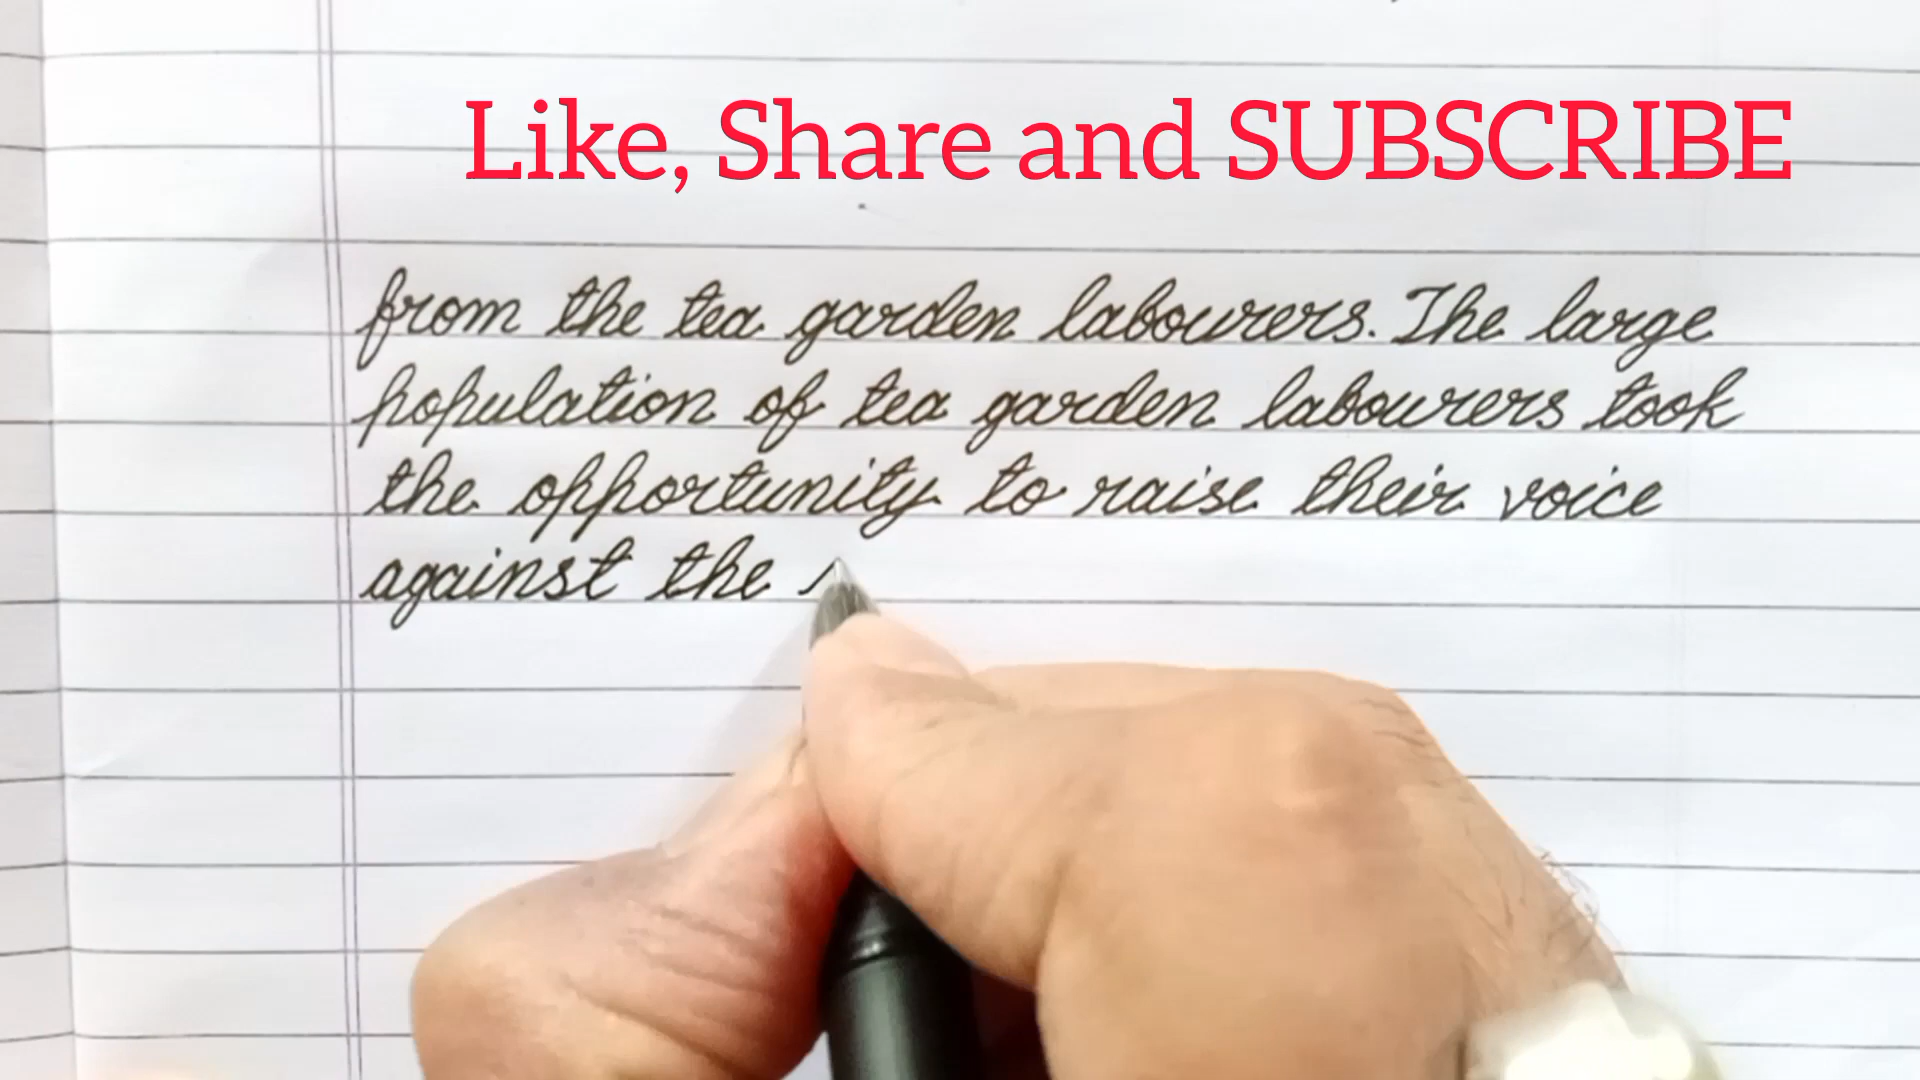 Like, Share and SUBSCRIBE
from the tea garden labourers. The large
population of tea garden labourers took
the opportunity to raise their voice
against the